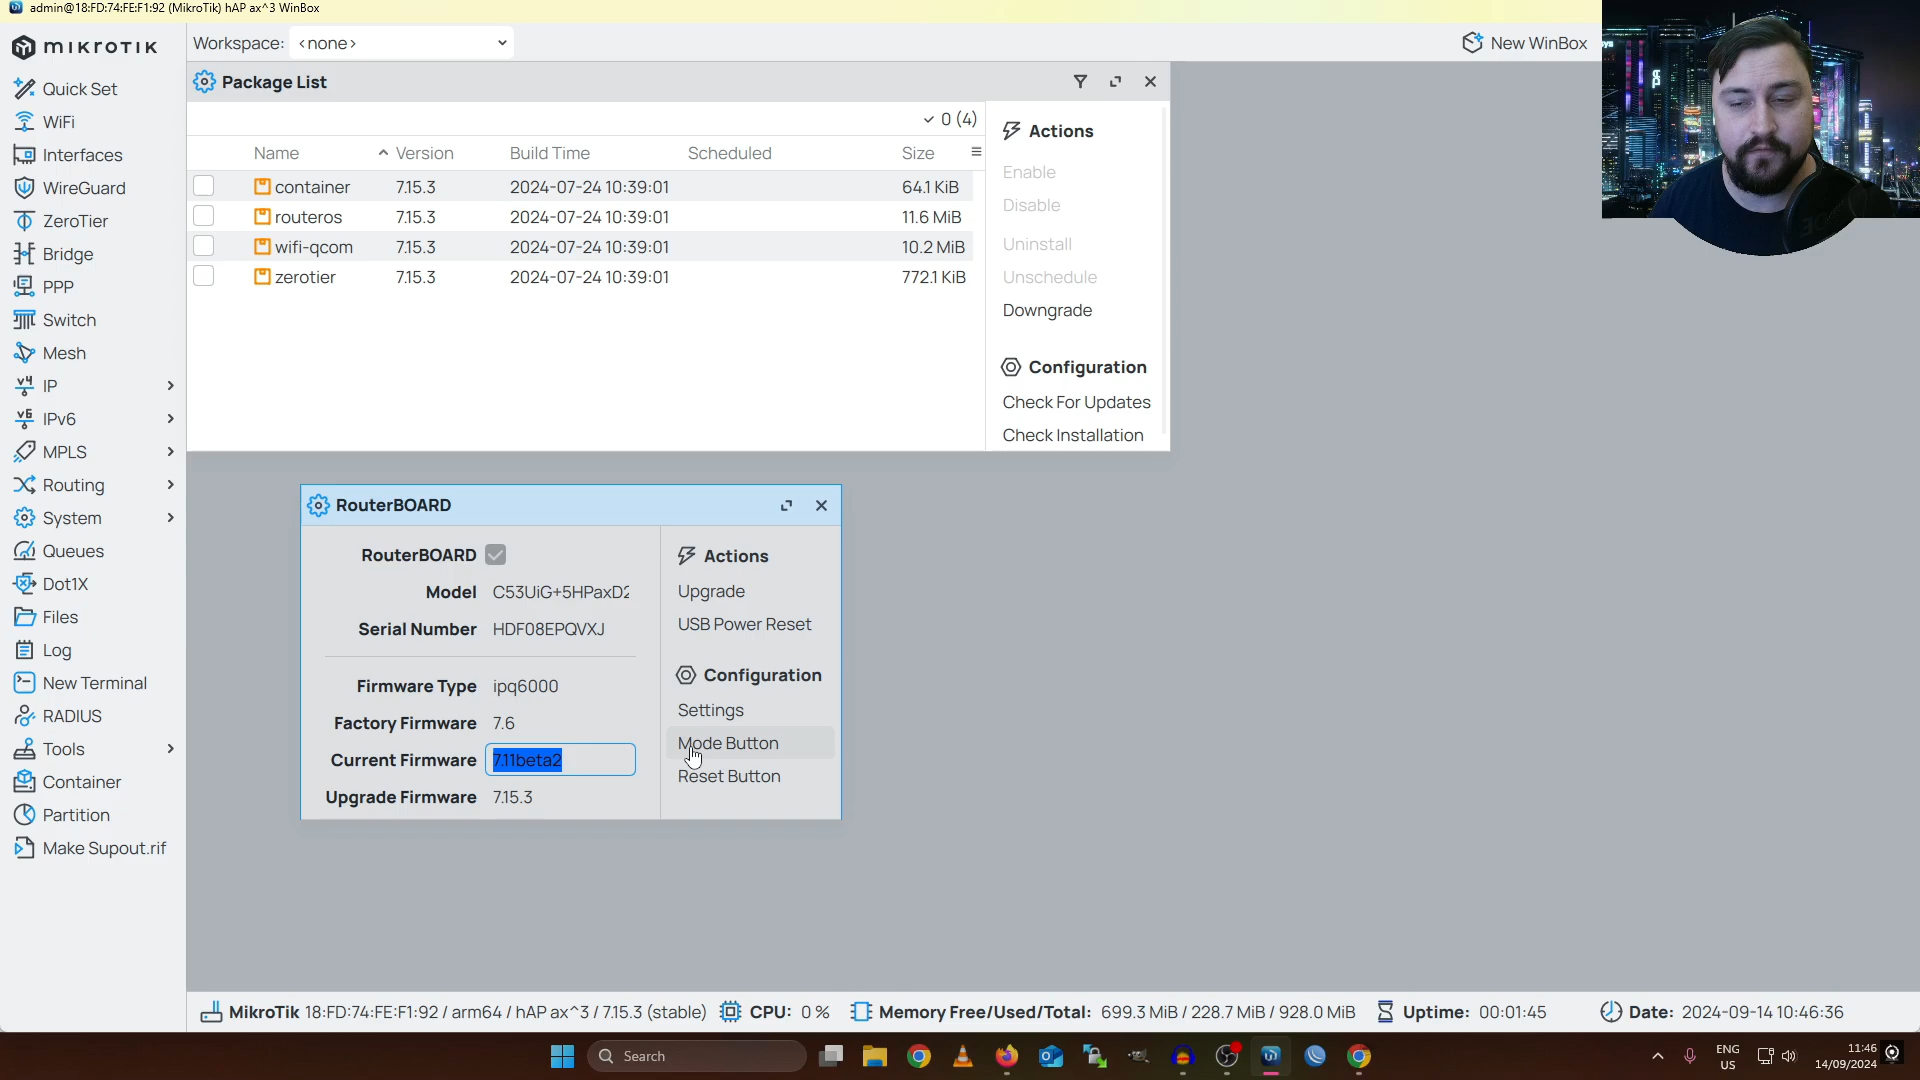 admin@18:FD:74:FE:F1:92 (MikroTik) hAP ax^3 WinBox
MIKROTIK
Workspace: <none>
New WinBox
Quick Set
WiFi
Interfaces
WireGuard
ZeroTier
Bridge
PPP
Switch
Mesh
IP
IPv6
MPLS
Routing
System
Queues
Dot1X
Files
Log
New Terminal
RADIUS
Tools
Container
Partition
Make Supout.rif
Package List
0 (4)
Name Version Build Time Scheduled Size
container 7.15.3 2024-07-24 10:39:01 64.1 KiB
routeros 7.15.3 2024-07-24 10:39:01 11.6 MiB
wifi-qcom 7.15.3 2024-07-24 10:39:01 10.2 MiB
zerotier 7.15.3 2024-07-24 10:39:01 772.1 KiB
Actions
Enable
Disable
Uninstall
Unschedule
Downgrade
Configuration
Check For Updates
Check Installation
RouterBOARD
RouterBOARD
Model C53UiG+5HPaxD2
Serial Number HDF08EPQVXJ
Firmware Type ipq6000
Factory Firmware 7.6
Current Firmware 7.11beta2
Upgrade Firmware 7.15.3
Actions
Upgrade
USB Power Reset
Configuration
Settings
Mode Button
Reset Button
MikroTik 18:FD:74:FE:F1:92 / arm64 / hAP ax^3 / 7.15.3 (stable) CPU: 0 % Memory Free/Used/Total: 699.3 MiB / 228.7 MiB / 928.0 MiB Uptime: 00:01:45 Date: 2024-09-14 10:46:36
Search
ENG
US
11:46
14/09/2024